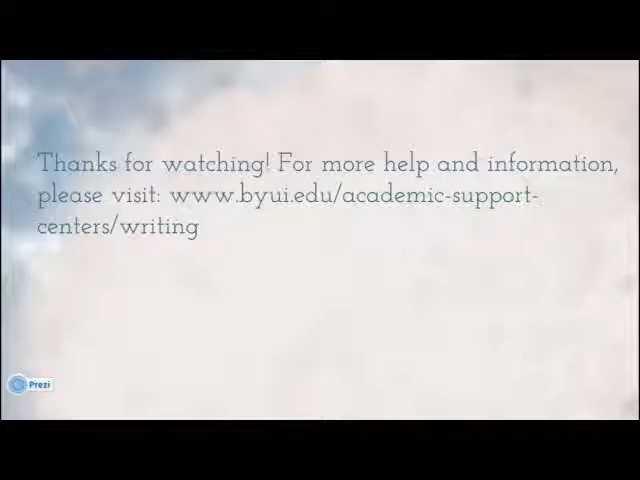 Thanks for watching! For more help and information,
please visit: www.byui.edu/academic-support-
centers/writing
Prezi